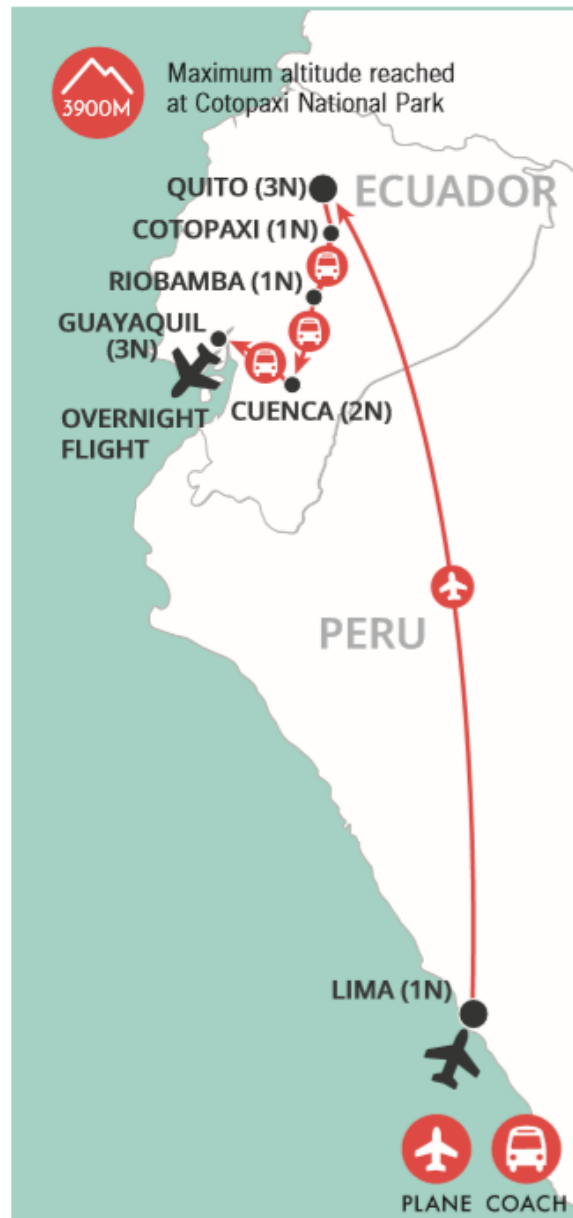 3900M
Maximum altitude reached
at Cotopaxi National Park
QUITO (3N)
ECUADOR
COTOPAXI (1N)
RIOBAMBA (1N)
GUAYAQUIL
(3N)
CUENCA (2N)
OVERNIGHT
FLIGHT
PERU
LIMA (1N)
PLANE
COACH